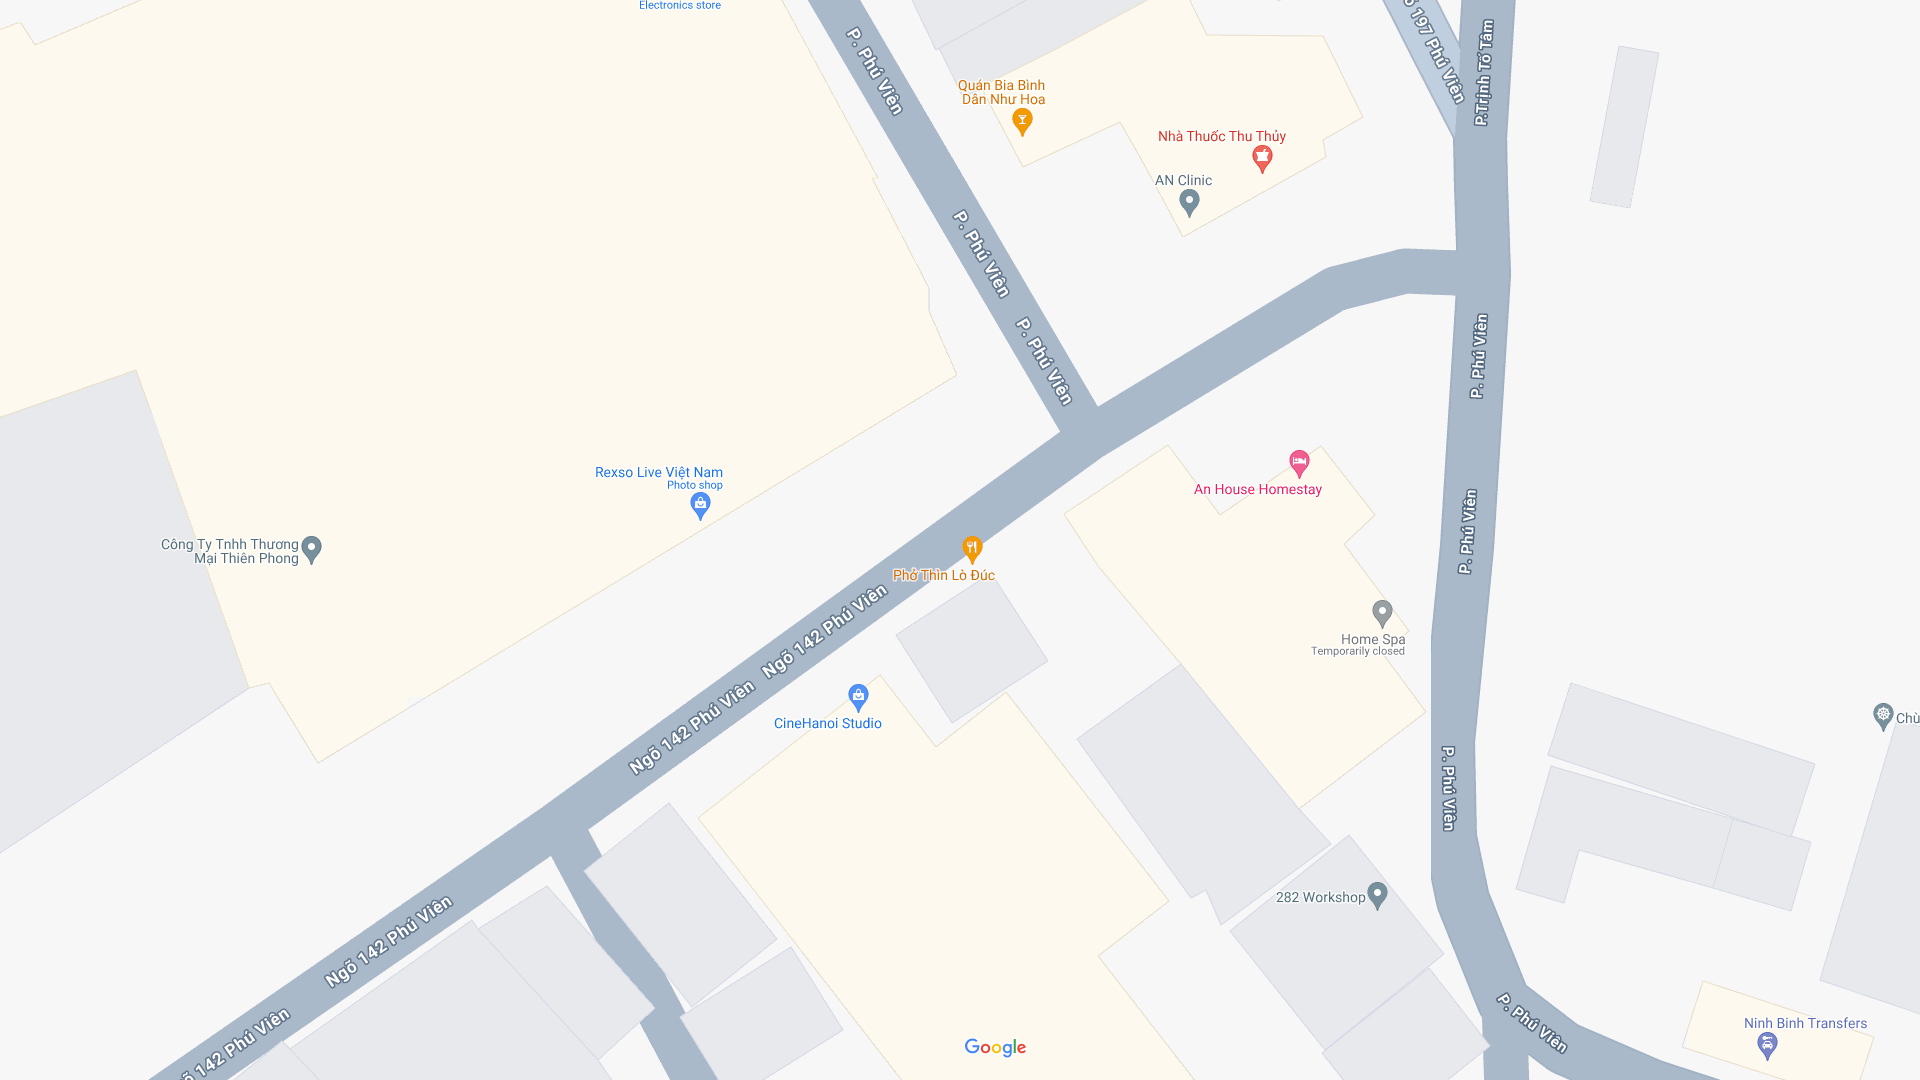 Electronics store
P. Phú Viên
197 Phú Viên
P.Trịnh Tố Tâm
Quán Bia Bình
Dân Như Hoa
Nhà Thuốc Thu Thủy
AN Clinic
P. Phú Viên
P. Phú Viên
P. Phú Viên
Rexso Live Việt Nam
Photo shop
An House Homestay
P. Phú Viên
Công Ty Tnhh Thương
Mại Thiên Phong
Phở Thìn Lò Đúc
Ngõ 142 Phú Viên
Home Spa
Temporarily closed
Ngõ 142 Phú Viên
CineHanoi Studio
Chù
P. Phú Viên
282 Workshop
Ngõ 142 Phú Viên
P. Phú Viên
Ninh Binh Transfers
142 Phú Viên
Google